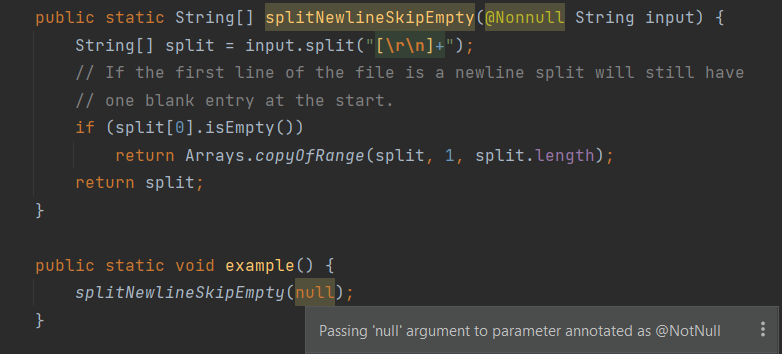 public static String[] splitNewlineSkipEmpty(@Nonnull String input) {
String[] split = input.split("[\r\n]+");
// If the first line of the file is a newline split will still have
// one blank entry at the start.
if (split[0].isEmpty())
return Arrays.copyOfRange(split, 1, split.length);
return split;
}
public static void example() {
splitNewlineSkipEmpty(null);
}
Passing 'null' argument to parameter annotated as @NotNull